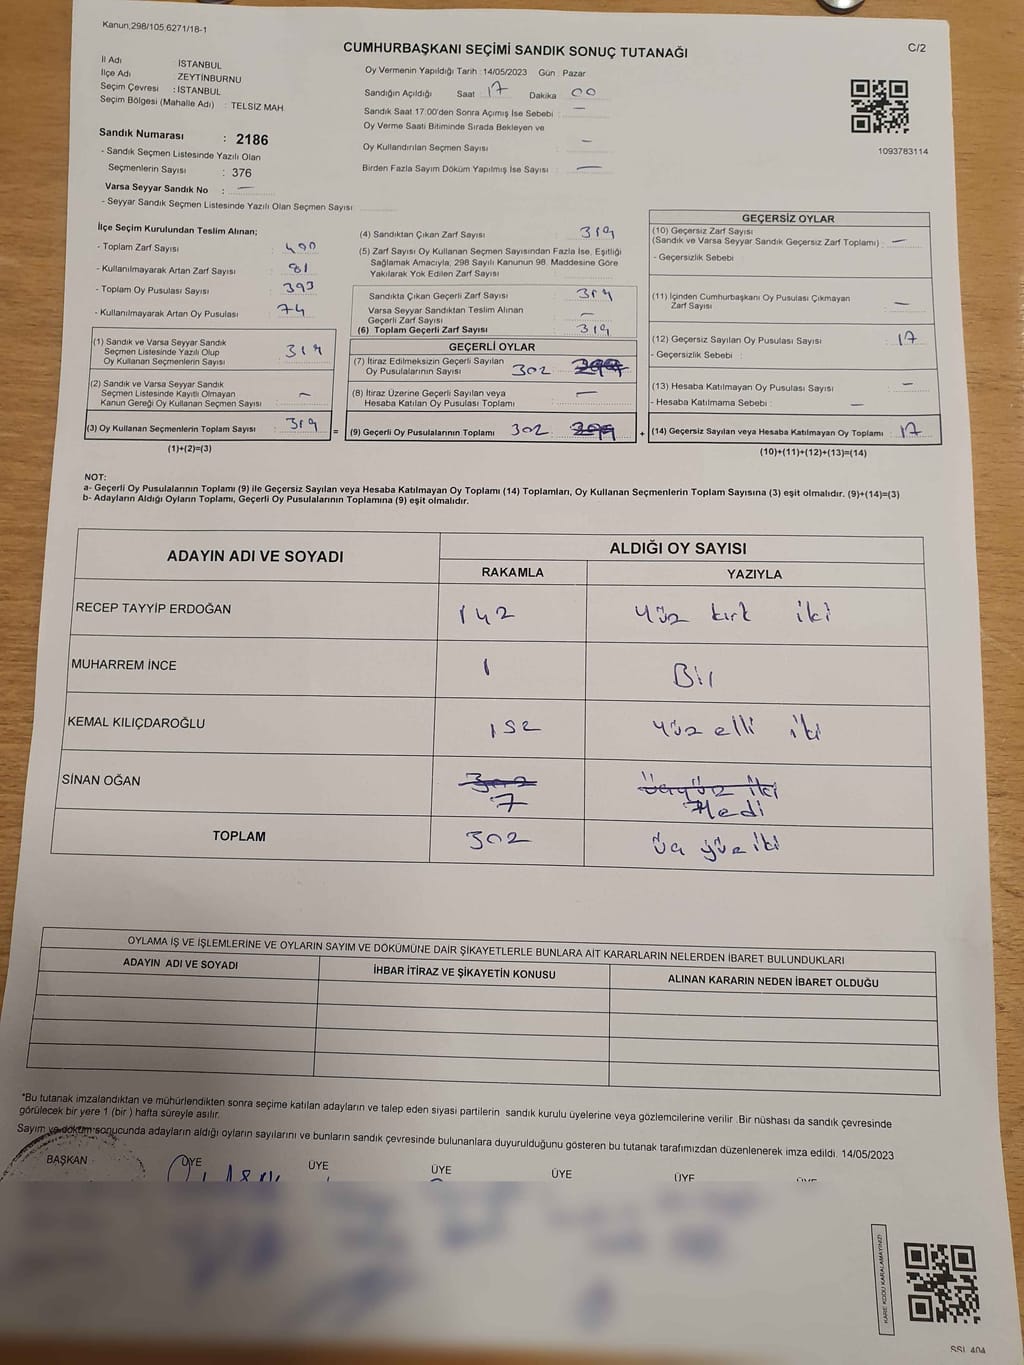 Kanun;298/105;6271/18-1
CUMHURBAŞKANI SEÇİMİ SANDIK SONUÇ TUTANAĞI
C/2
İl Adı İSTANBUL
İlçe Adı ZEYTİNBURNU
Seçim Çevresi : İSTANBUL
Seçim Bölgesi (Mahalle Adı) : TELSİZ MAH
Sandık Numarası : 2186
- Sandık Seçmen Listesinde Yazılı Olan
Seçmenlerin Sayısı : 376
Varsa Seyyar Sandık No : —
- Seyyar Sandık Seçmen Listesinde Yazılı Olan Seçmen Sayısı
Oy Vermenin Yapıldığı Tarih : 14/05/2023 Gün : Pazar
Sandığın Açıldığı Saat 17 Dakika 00
Sandık Saat 17:00'den Sonra Açımış İse Sebebi : —
Oy Verme Saati Bitiminde Sırada Bekleyen ve
Oy Kullandırılan Seçmen Sayısı : —
Birden Fazla Sayım Döküm Yapılmış İse Sayısı : —
1093783114
İlçe Seçim Kurulundan Teslim Alınan;
- Toplam Zarf Sayısı : 400
- Kullanılmayarak Artan Zarf Sayısı : 81
- Toplam Oy Pusulası Sayısı : 393
- Kullanılmayarak Artan Oy Pusulası : 74
(1) Sandık ve Varsa Seyyar Sandık
Seçmen Listesinde Yazılı Olup
Oy Kullanan Seçmenlerin Sayısı : 319
(2) Sandık ve Varsa Seyyar Sandık
Seçmen Listesinde Kayıtlı Olmayan
Kanun Gereği Oy Kullanan Seçmen Sayısı : —
(3) Oy Kullanan Seçmenlerin Toplam Sayısı : 319 =
(1)+(2)=(3)
(4) Sandıktan Çıkan Zarf Sayısı : 319
(5) Zarf Sayısı Oy Kullanan Seçmen Sayısından Fazla İse, Eşitliği
Sağlamak Amacıyla, 298 Sayılı Kanunun 98. Maddesine Göre
Yakılarak Yok Edilen Zarf Sayısı
Sandıkta Çıkan Geçerli Zarf Sayısı : 319
Varsa Seyyar Sandıktan Teslim Alınan
Geçerli Zarf Sayısı : —
(6) Toplam Geçerli Zarf Sayısı : 319
GEÇERLİ OYLAR
(7) İtiraz Edilmeksizin Geçerli Sayılan
Oy Pusulalarının Sayısı : 302
(8) İtiraz Üzerine Geçerli Sayılan veya
Hesaba Katılan Oy Pusulası Toplamı : —
(9) Geçerli Oy Pusulalarının Toplamı : 302 +
GEÇERSİZ OYLAR
(10) Geçersiz Zarf Sayısı
(Sandık ve Varsa Seyyar Sandık Geçersiz Zarf Toplamı) : —
- Geçersizlik Sebebi :
(11) İçinden Cumhurbaşkanı Oy Pusulası Çıkmayan
Zarf Sayısı : —
(12) Geçersiz Sayılan Oy Pusulası Sayısı : 17
- Geçersizlik Sebebi :
(13) Hesaba Katılmayan Oy Pusulası Sayısı : —
- Hesaba Katılmama Sebebi : —
(14) Geçersiz Sayılan veya Hesaba Katılmayan Oy Toplamı : 17
(10)+(11)+(12)+(13)=(14)
NOT:
a- Geçerli Oy Pusulalarının Toplamı (9) ile Geçersiz Sayılan veya Hesaba Katılmayan Oy Toplamı (14) Toplamları, Oy Kullanan Seçmenlerin Toplam Sayısına (3) eşit olmalıdır. (9)+(14)=(3)
b- Adayların Aldığı Oyların Toplamı, Geçerli Oy Pusulalarının Toplamına (9) eşit olmalıdır.
ADAYIN ADI VE SOYADI
ALDIĞI OY SAYISI
RAKAMLA YAZIYLA
RECEP TAYYİP ERDOĞAN 142 Yüz kırk iki
MUHARREM İNCE 1 Bir
KEMAL KILIÇDAROĞLU 152 Yüz elli iki
SİNAN OĞAN 302 üçyüz iki
7 Yedi
TOPLAM 302 üç yüz iki
OYLAMA İŞ VE İŞLEMLERİNE VE OYLARIN SAYIM VE DÖKÜMÜNE DAİR ŞİKAYETLERLE BUNLARA AİT KARARLARIN NELERDEN İBARET BULUNDUKLARI
ADAYIN ADI VE SOYADI İHBAR İTİRAZ VE ŞİKAYETİN KONUSU ALINAN KARARIN NEDEN İBARET OLDUĞU
*Bu tutanak imzalandıktan ve mühürlendikten sonra seçime katılan adayların ve talep eden siyasi partilerin sandık kurulu üyelerine veya gözlemcilerine verilir. Bir nüshası da sandık çevresinde
görülecek bir yere 1 (bir ) hafta süreyle asılır.
Sayım ve döküm sonucunda adayların aldığı oyların sayılarını ve bunların sandık çevresinde bulunanlara duyurulduğunu gösteren bu tutanak tarafımızdan düzenlenerek imza edildi. 14/05/2023
BAŞKAN ÜYE ÜYE ÜYE ÜYE ÜYE ÜYE
KARE KODU KARALAMAYINIZ!